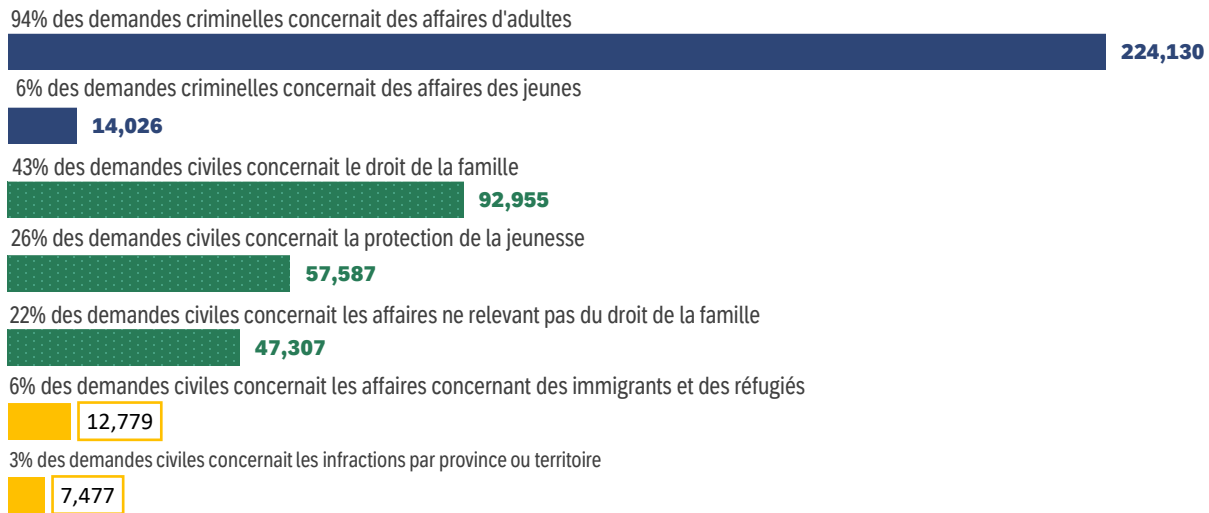 94% des demandes criminelles concernait des affaires d'adultes
224,130
6% des demandes criminelles concernait des affaires des jeunes
14,026
43% des demandes civiles concernait le droit de la famille
92,955
26% des demandes civiles concernait la protection de la jeunesse
57,587
22% des demandes civiles concernait les affaires ne relevant pas du droit de la famille
47,307
6% des demandes civiles concernait les affaires concernant des immigrants et des réfugiés
12,779
3% des demandes civiles concernait les infractions par province ou territoire
7,477